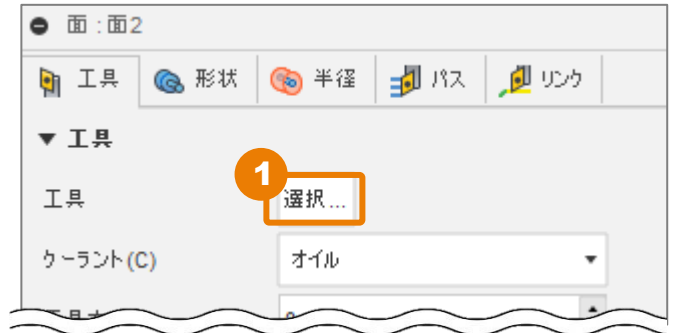 面 : 面2
工具 形状 半径 パス リンク
▼ 工具
1
工具 選択...
ケーラント(C) オイル